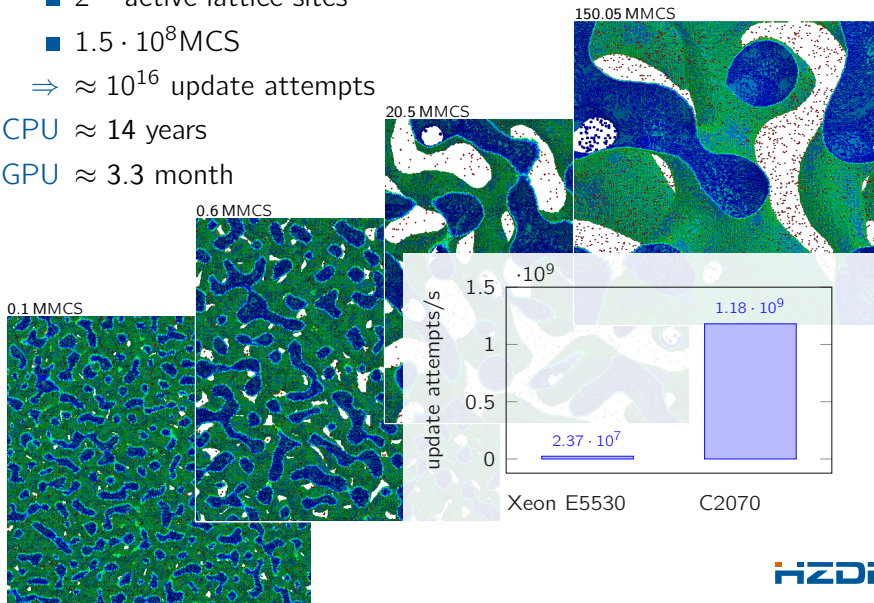 active lattice sites
1.5 · 10⁸MCS
⇒ ≈ 10¹⁶ update attempts
CPU ≈ 14 years
GPU ≈ 3.3 month
0.1 MMCS
0.6 MMCS
20.5 MMCS
150.05 MMCS
·10⁹
1.5
1
0.5
0
update attempts/s
2.37 · 10⁷
1.18 · 10⁹
Xeon E5530
C2070